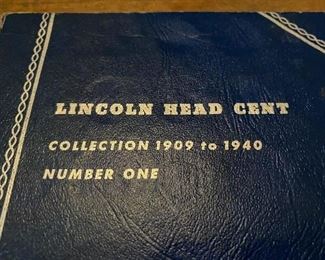 LINCOLN HEAD CENT
COLLECTION 1909 to 1940
NUMBER ONE